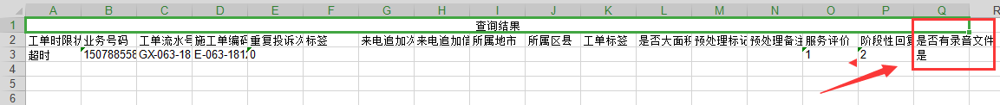 A B C D E F G H I J K L M N O P Q R
1 查询结果
2 工单时限状 业务号码 工单流水号 施工单编码 重复投诉次 标签 来电追加次 来电追加信 所属地市 所属区县 工单标签 是否大面积 预处理标记 预处理备注 服务评价 阶段性回复 是否有录音文件
3 超时 150788558 GX-063-18 E-063-181 0 1 2 是
4
5
6